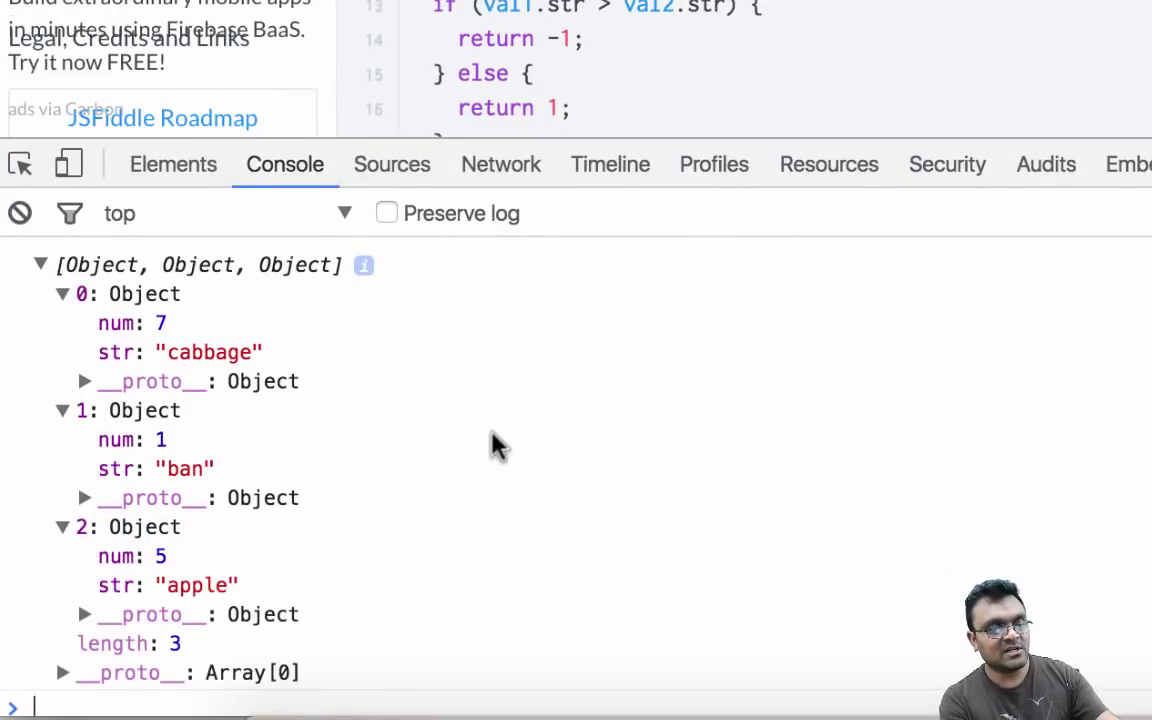 Build extraordinary mobile apps
in minutes using Firebase BaaS.
Legal, Credits and Links
Try it now FREE!
ads via Carbon
JSFiddle Roadmap
13 if (val1.str > val2.str) {
14 return -1;
15 } else {
16 return 1;
Elements Console Sources Network Timeline Profiles Resources Security Audits Embe
top Preserve log
[Object, Object, Object] i
0: Object
num: 7
str: "cabbage"
__proto__: Object
1: Object
num: 1
str: "ban"
__proto__: Object
2: Object
num: 5
str: "apple"
__proto__: Object
length: 3
__proto__: Array[0]
>